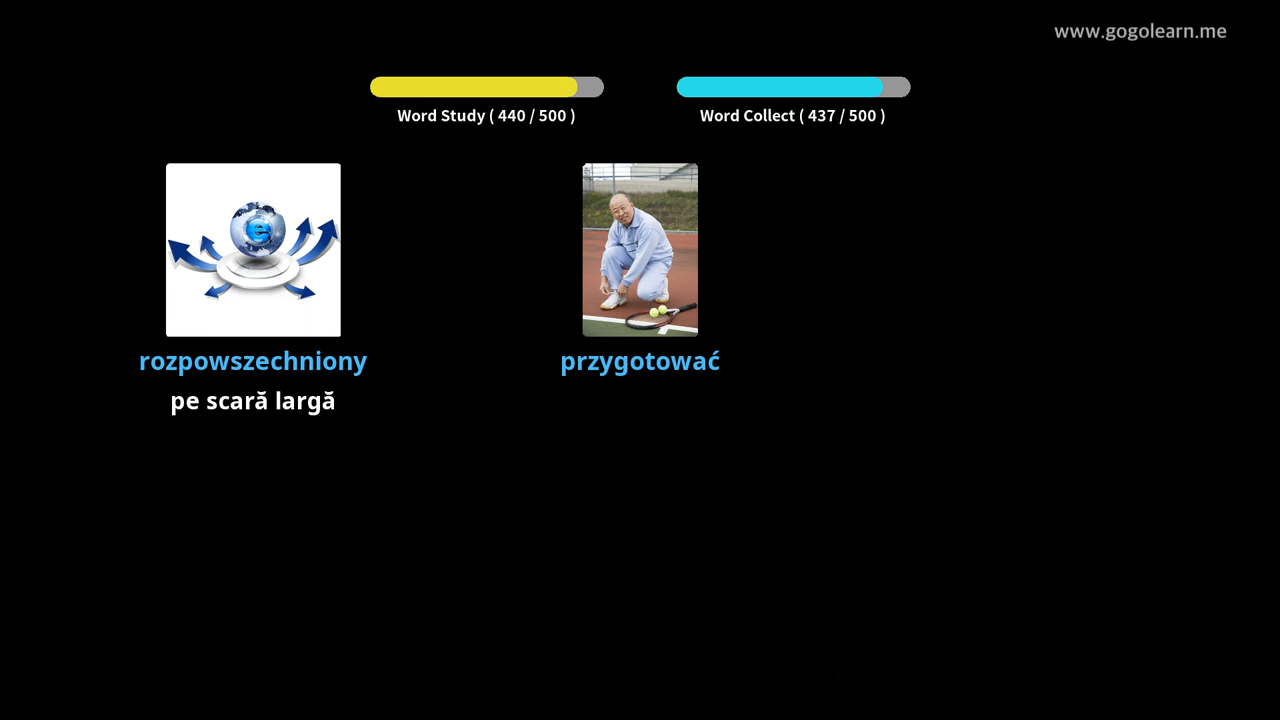 www.gogolearn.me
Word Study ( 440 / 500 )
Word Collect ( 437 / 500 )
e
rozpowszechniony
przygotować
pe scară largă